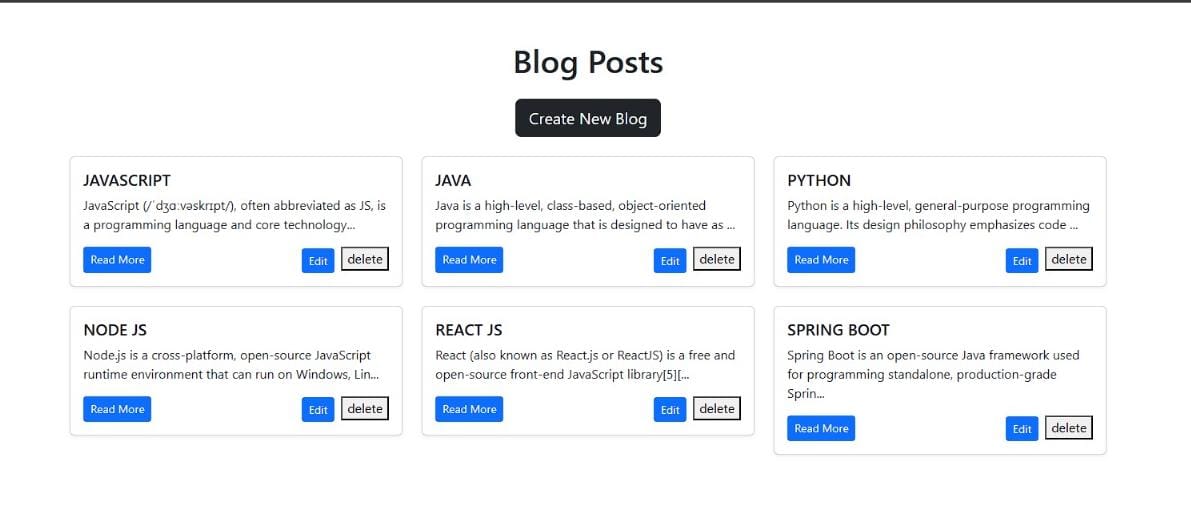 Blog Posts
Create New Blog
JAVASCRIPT
JavaScript (/ˈdʒɑːvəskrɪpt/), often abbreviated as JS, is
a programming language and core technology...
Read More
Edit
delete
JAVA
Java is a high-level, class-based, object-oriented
programming language that is designed to have as ...
Read More
Edit
delete
PYTHON
Python is a high-level, general-purpose programming
language. Its design philosophy emphasizes code ...
Read More
Edit
delete
NODE JS
Node.js is a cross-platform, open-source JavaScript
runtime environment that can run on Windows, Lin...
Read More
Edit
delete
REACT JS
React (also known as React.js or ReactJS) is a free and
open-source front-end JavaScript library[5][...
Read More
Edit
delete
SPRING BOOT
Spring Boot is an open-source Java framework used
for programming standalone, production-grade
Sprin...
Read More
Edit
delete